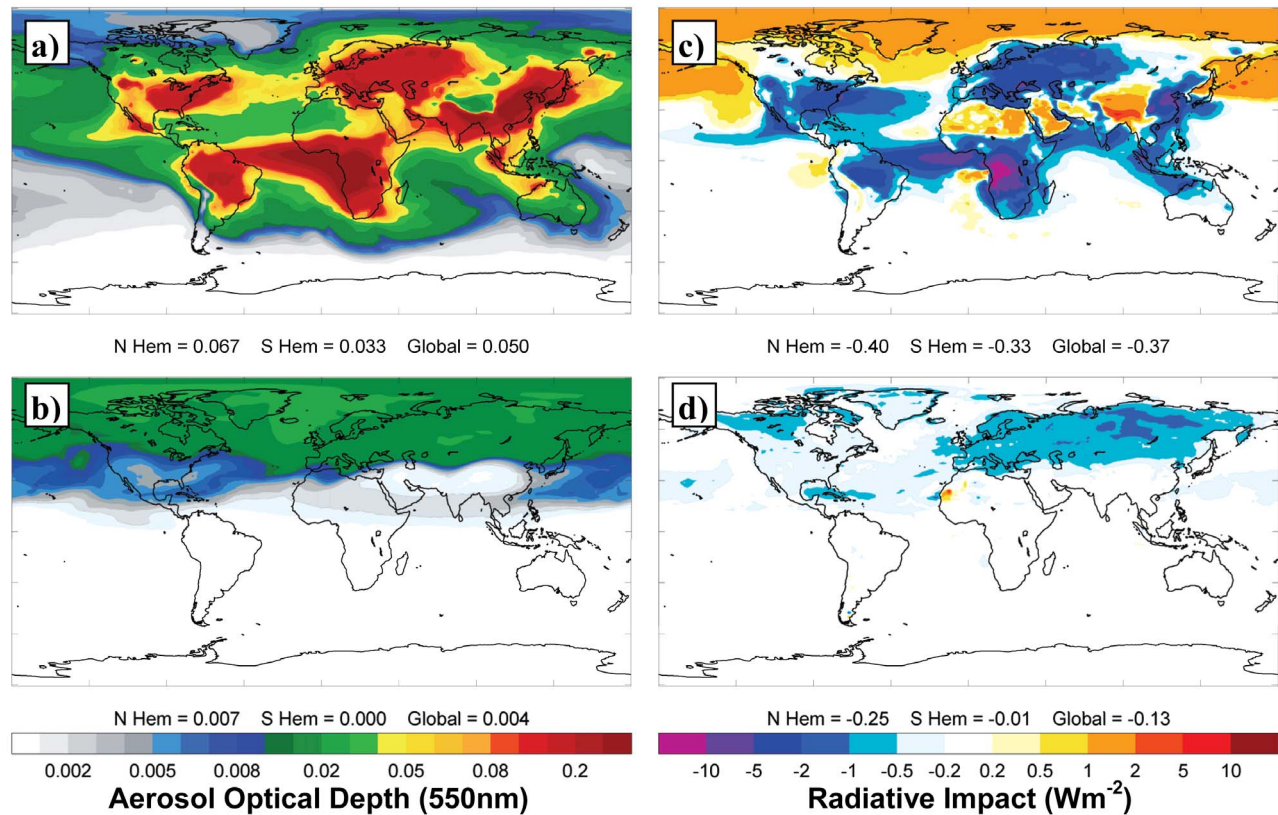 a)
c)
N Hem = 0.067 S Hem = 0.033 Global = 0.050
N Hem = -0.40 S Hem = -0.33 Global = -0.37
b)
d)
N Hem = 0.007 S Hem = 0.000 Global = 0.004
N Hem = -0.25 S Hem = -0.01 Global = -0.13
0.002 0.005 0.008 0.02 0.05 0.08 0.2
-10 -5 -2 -1 -0.5 -0.2 0.2 0.5 1 2 5 10
Aerosol Optical Depth (550nm)
Radiative Impact (Wm⁻²)